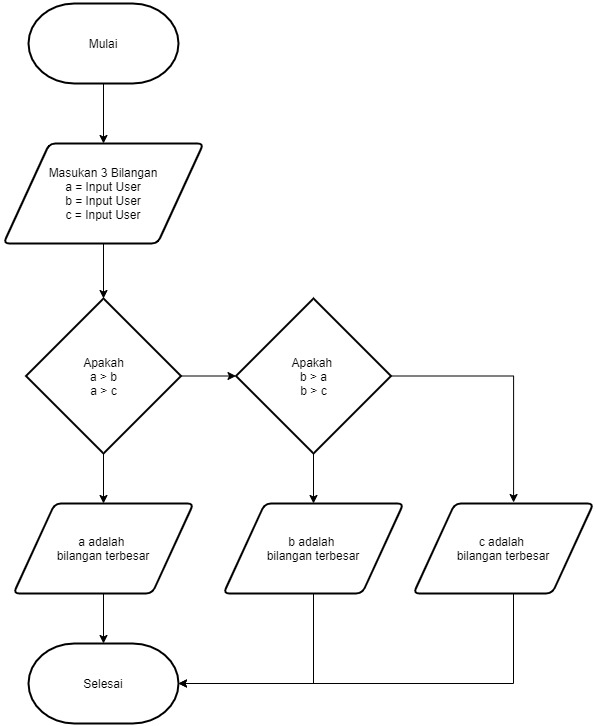 Mulai
Masukan 3 Bilangan
a = Input User
b = Input User
c = Input User
Apakah
a > b
a > c
Apakah
b > a
b > c
a adalah
bilangan terbesar
b adalah
bilangan terbesar
c adalah
bilangan terbesar
Selesai